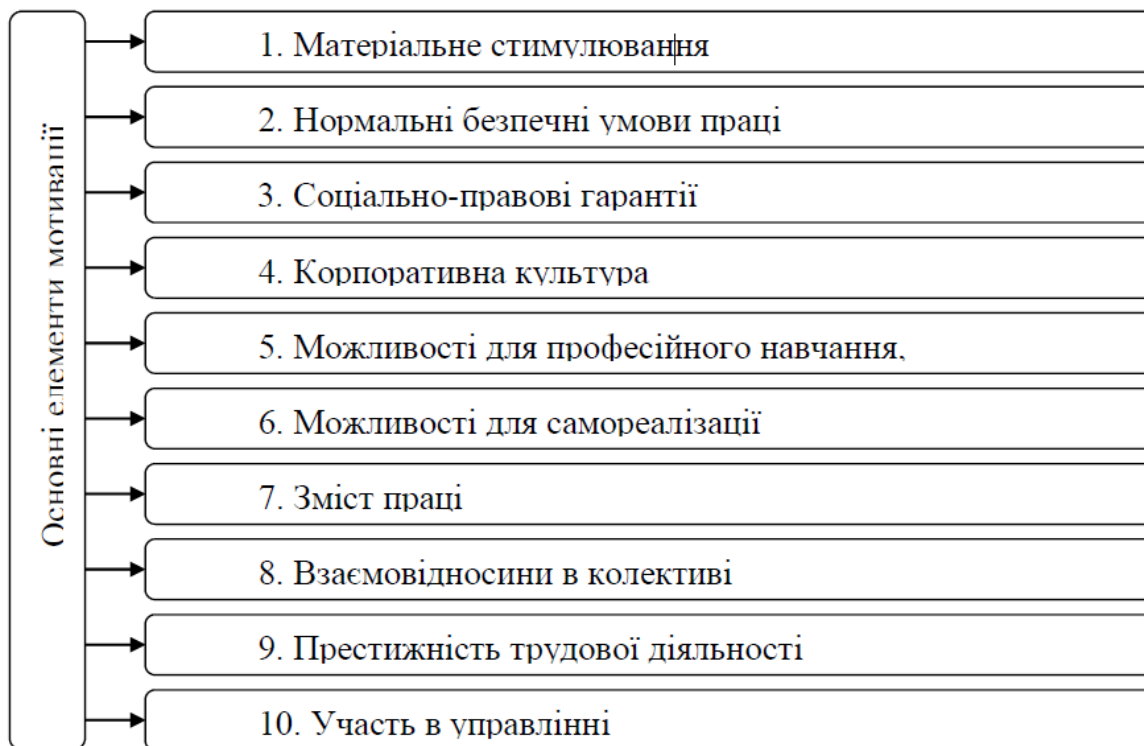 Основні елементи мотивації
1. Матеріальне стимулювання
2. Нормальні безпечні умови праці
3. Соціально-правові гарантії
4. Корпоративна культура
5. Можливості для професійного навчання,
6. Можливості для самореалізації
7. Зміст праці
8. Взаємовідносини в колективі
9. Престижність трудової діяльності
10. Участь в управлінні